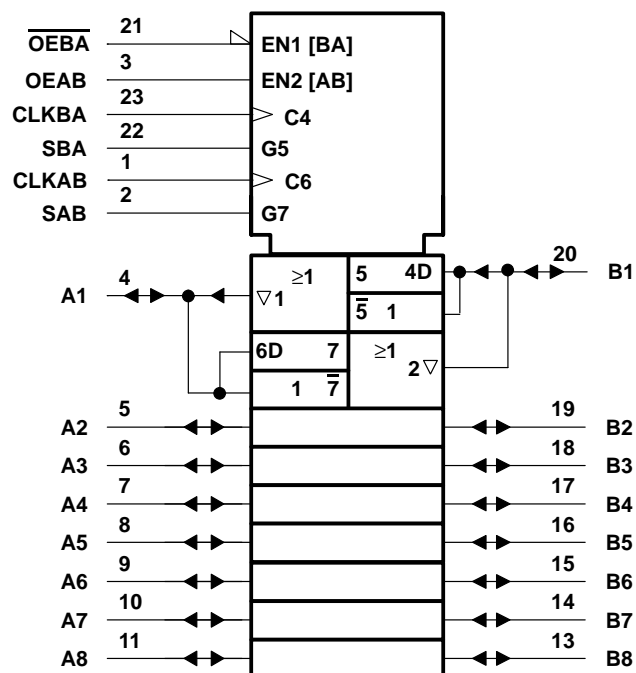 21
O̅E̅B̅A̅ EN1 [BA]
3
OEAB EN2 [AB]
23
CLKBA C4
22
SBA G5
1
CLKAB C6
2
SAB G7
4 ≥1 5 4D 20
A1 ▽1 B1
5̅ 1
6D 7 ≥1
2▽
1 7̅
5 19
A2 B2
6 18
A3 B3
7 17
A4 B4
8 16
A5 B5
9 15
A6 B6
10 14
A7 B7
11 13
A8 B8